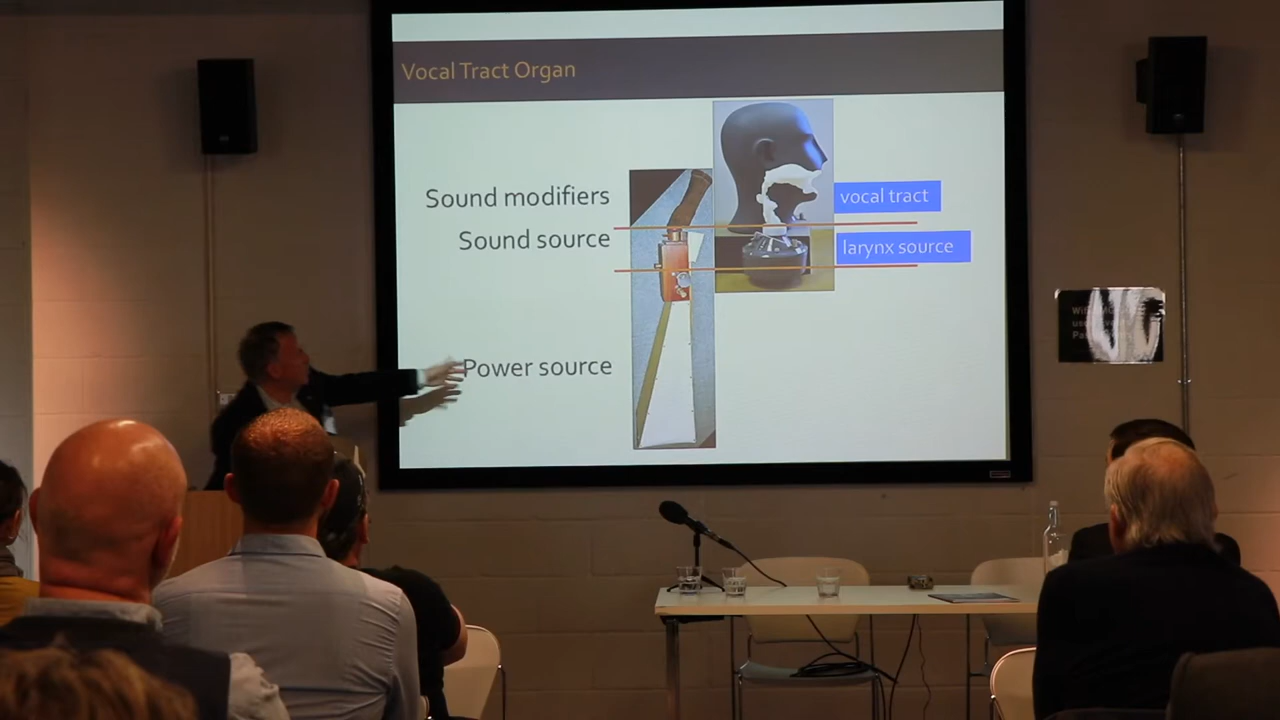 Vocal Tract Organ
Sound modifiers
vocal tract
Sound source
larynx source
Power source